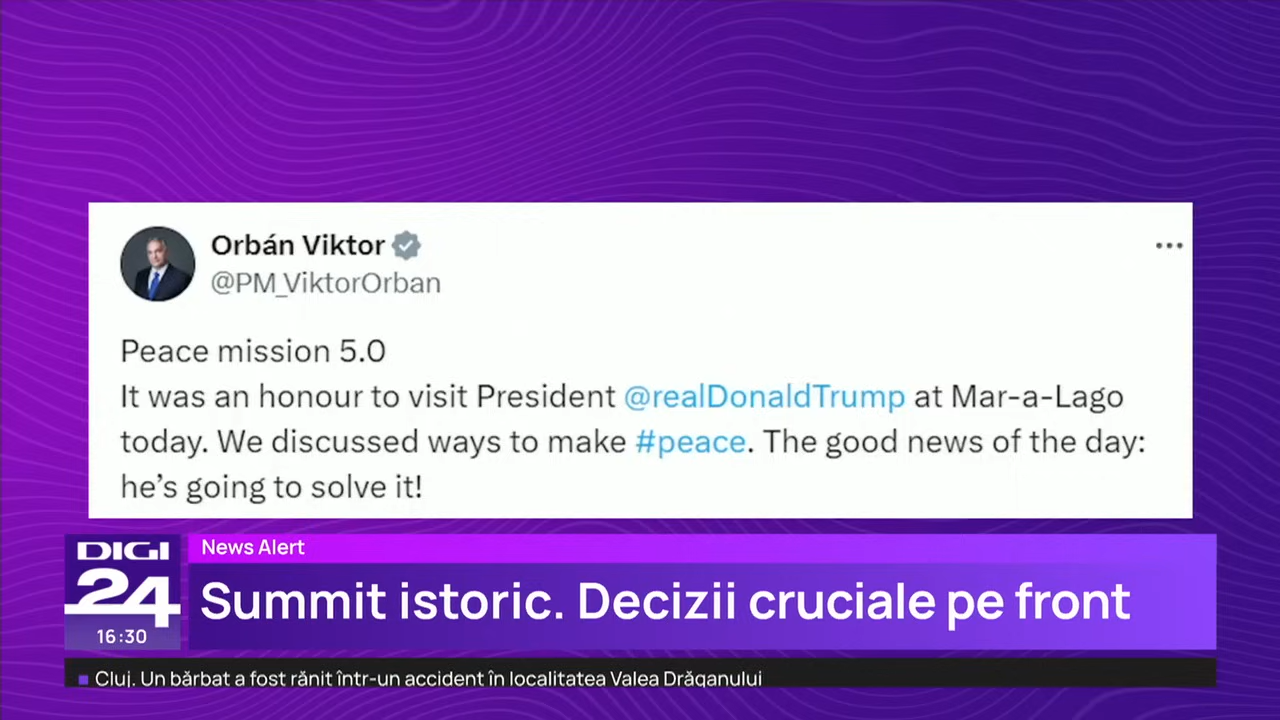 Orbán Viktor
@PM_ViktorOrban
Peace mission 5.0
It was an honour to visit President @realDonaldTrump at Mar-a-Lago
today. We discussed ways to make #peace. The good news of the day:
he's going to solve it!
DIGI
24
16:30
News Alert
Summit istoric. Decizii cruciale pe front
Cluj. Un bărbat a fost rănit într-un accident în localitatea Valea Drăganului